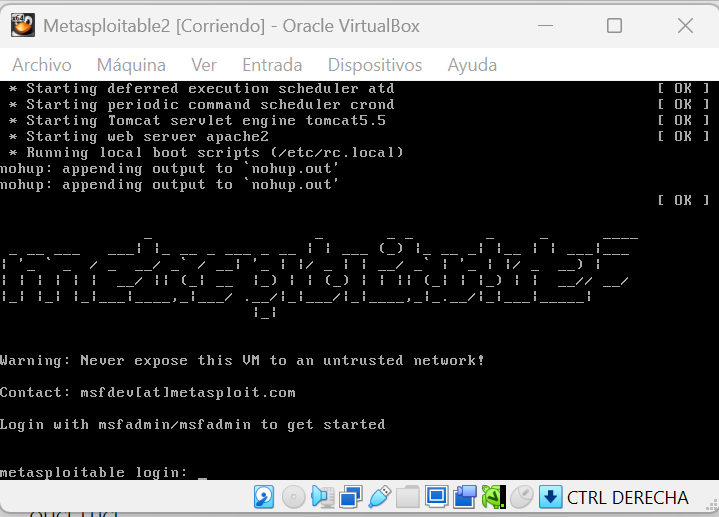 Metasploitable2 [Corriendo] - Oracle VirtualBox
Archivo Máquina Ver Entrada Dispositivos Ayuda
* Starting deferred execution scheduler atd [ OK ]
* Starting periodic command scheduler crond [ OK ]
* Starting Tomcat servlet engine tomcat5.5 [ OK ]
* Starting web server apache2 [ OK ]
* Running local boot scripts (/etc/rc.local)
nohup: appending output to `nohup.out'
nohup: appending output to `nohup.out'
[ OK ]
metasploitable2
Warning: Never expose this VM to an untrusted network!
Contact: msfdev[at]metasploit.com
Login with msfadmin/msfadmin to get started
metasploitable login: _
CTRL DERECHA